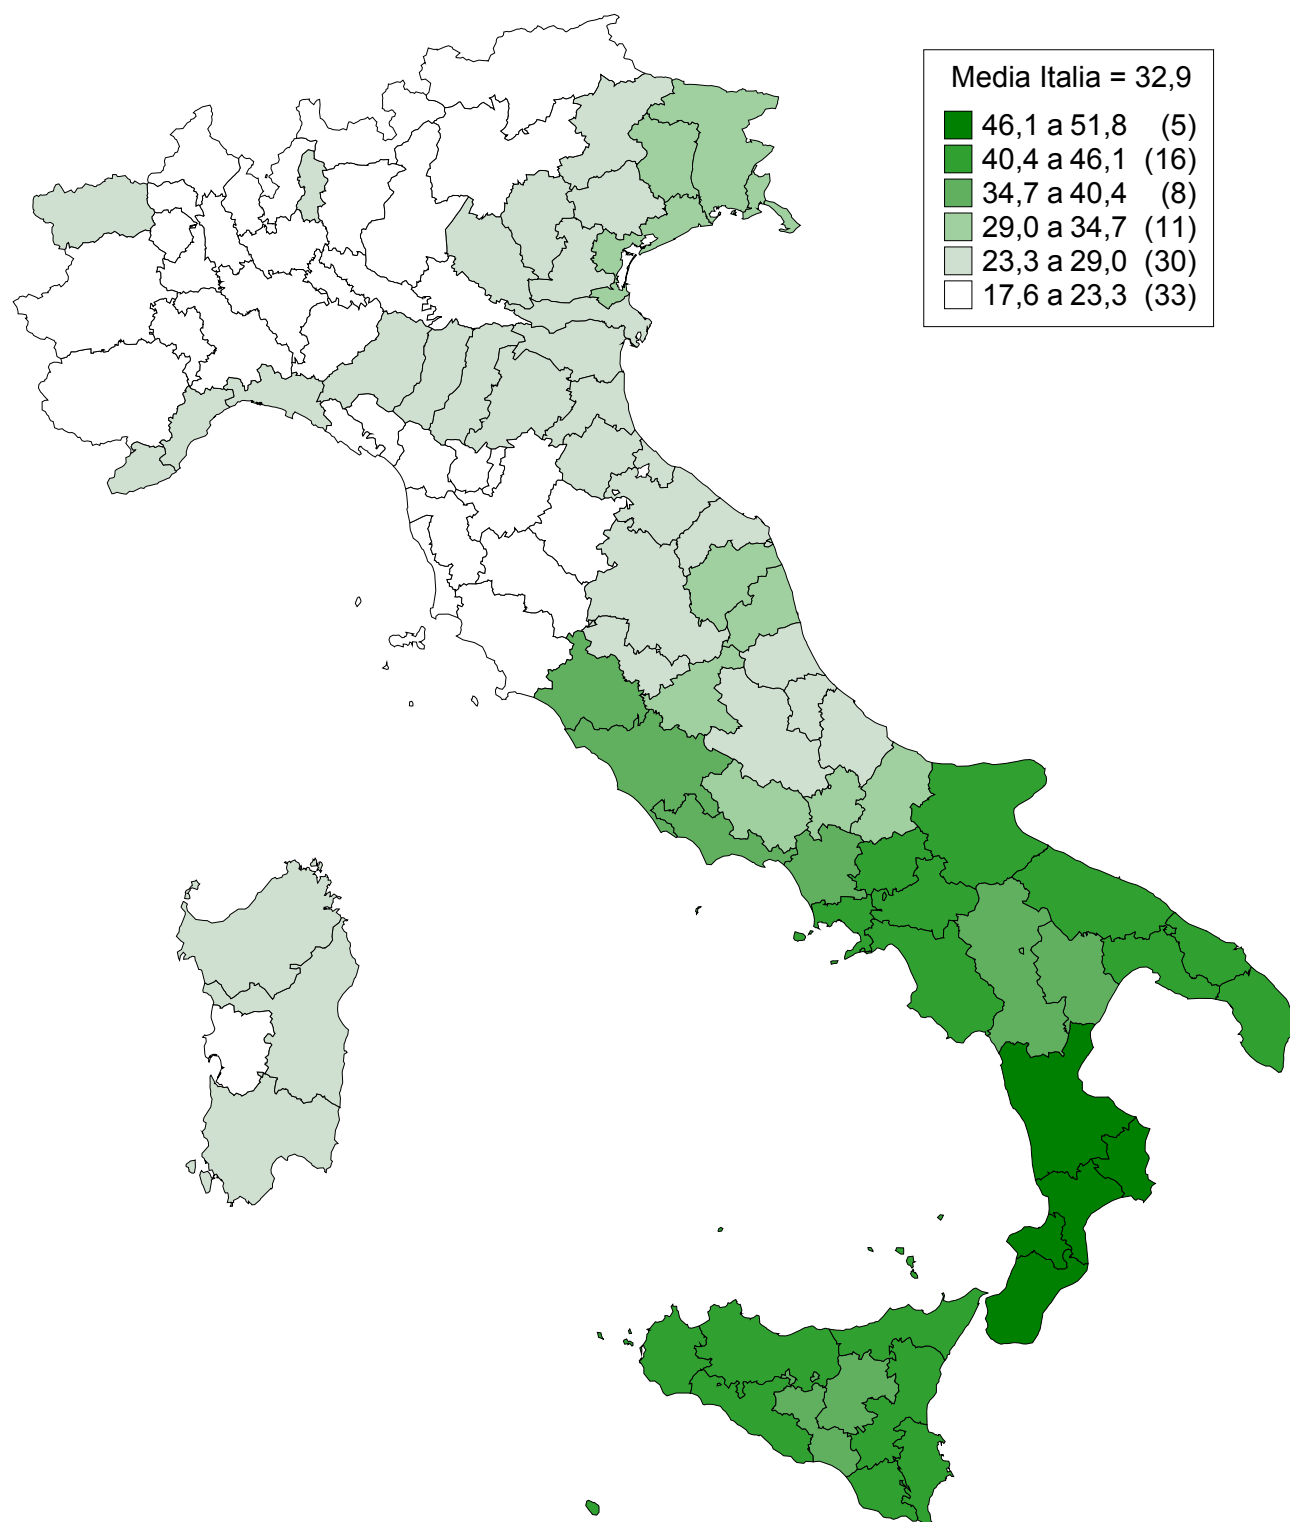 Media Italia = 32,9
46,1 a 51,8 (5)
40,4 a 46,1 (16)
34,7 a 40,4 (8)
29,0 a 34,7 (11)
23,3 a 29,0 (30)
17,6 a 23,3 (33)